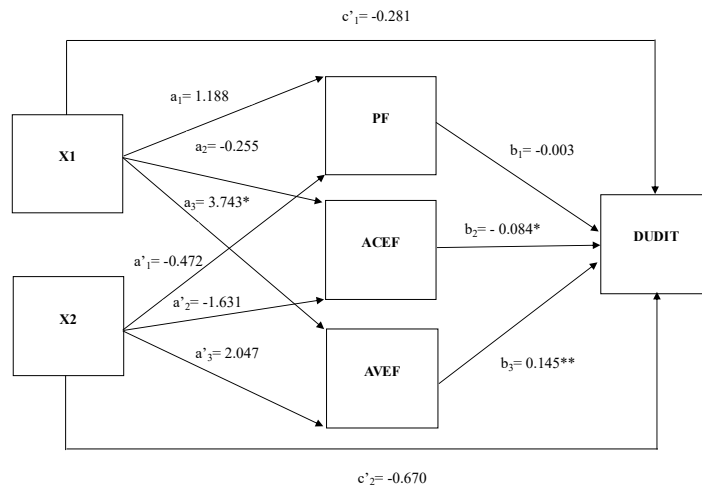 c’₁= -0.281
a₁= 1.188
PF
X1
a₂= -0.255
b₁= -0.003
a₃= 3.743*
ACEF
b₂= - 0.084*
DUDIT
a’₁= -0.472
a’₂= -1.631
X2
a’₃= 2.047
AVEF
b₃= 0.145**
c’₂= -0.670